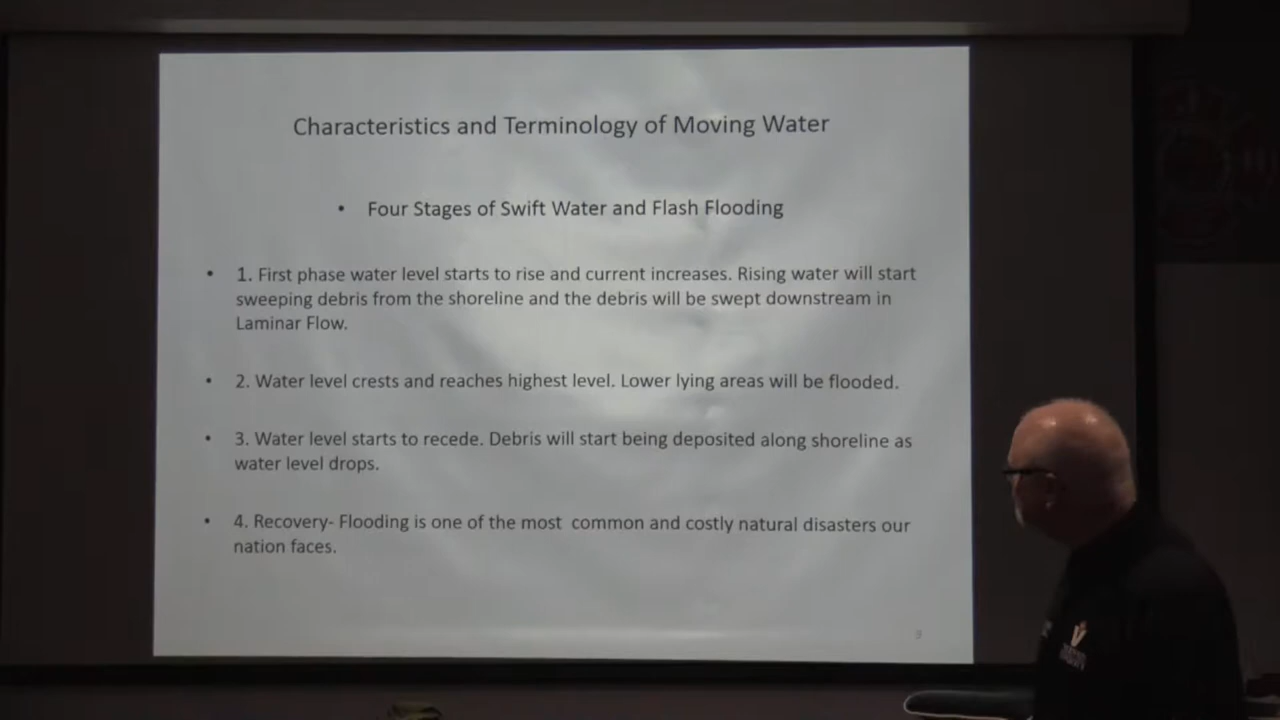 Characteristics and Terminology of Moving Water
• Four Stages of Swift Water and Flash Flooding
• 1. First phase water level starts to rise and current increases. Rising water will start
sweeping debris from the shoreline and the debris will be swept downstream in
Laminar Flow.
• 2. Water level crests and reaches highest level. Lower lying areas will be flooded.
• 3. Water level starts to recede. Debris will start being deposited along shoreline as
water level drops.
• 4. Recovery- Flooding is one of the most  common and costly natural disasters our
nation faces.